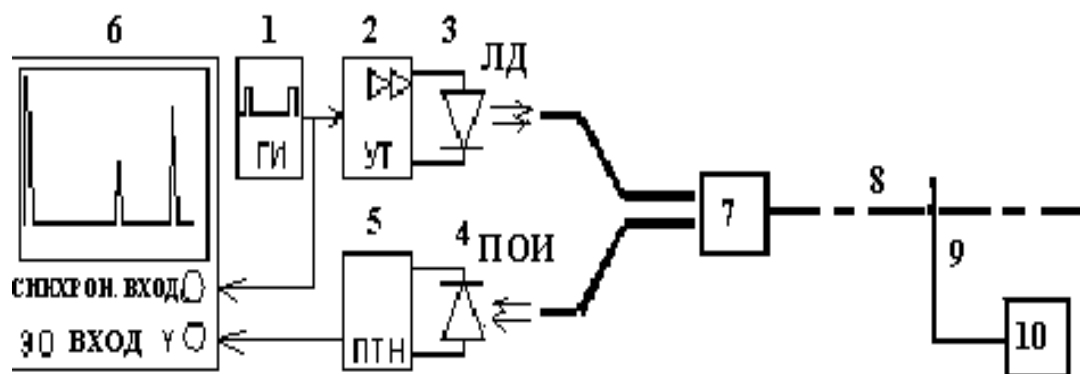 6 1 2 3
ЛД
ГИ УТ
7 8
5 4 ПОИ
9
СИНХРОН. ВХОД
ЭО ВХОД Y ПТН
10